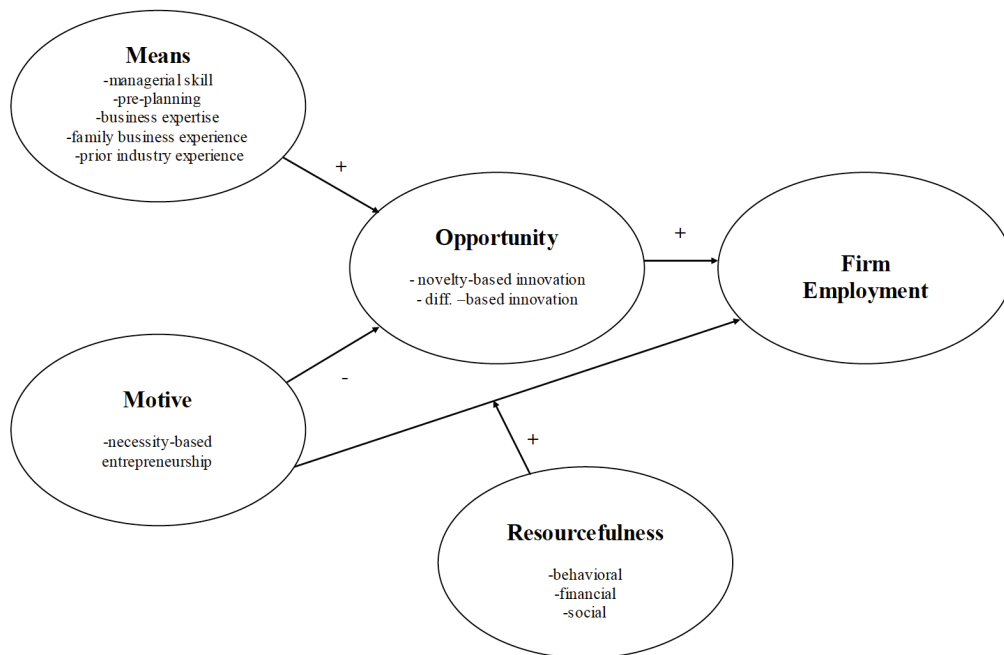 Means
-managerial skill
-pre-planning
-business expertise
-family business experience
-prior industry experience
+
Opportunity
- novelty-based innovation
- diff. –based innovation
+
Firm
Employment
Motive
-necessity-based
entrepreneurship
-
+
Resourcefulness
-behavioral
-financial
-social